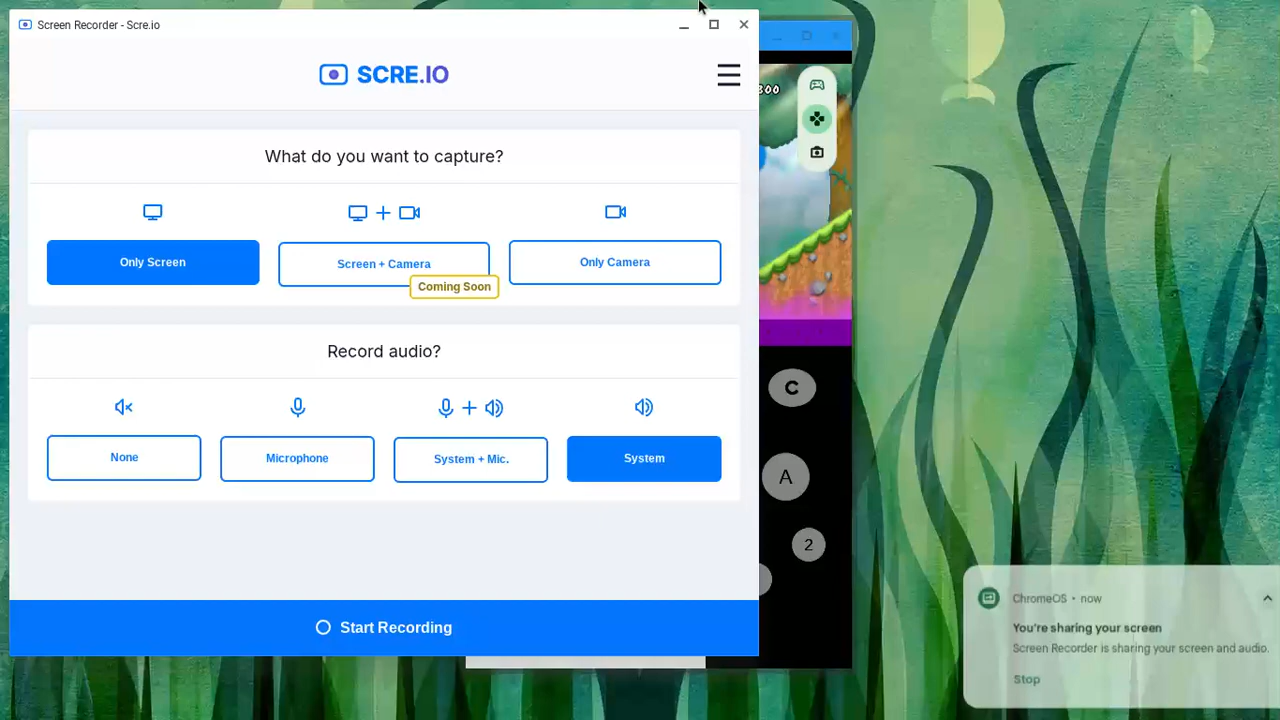 Screen Recorder - Scre.io
SCRE.IO
What do you want to capture?
Only Screen
Screen + Camera
Only Camera
Coming Soon
Record audio?
None
Microphone
System + Mic.
System
Start Recording
300
C
A
2
ChromeOS • now
You're sharing your screen
Screen Recorder is sharing your screen and audio.
Stop